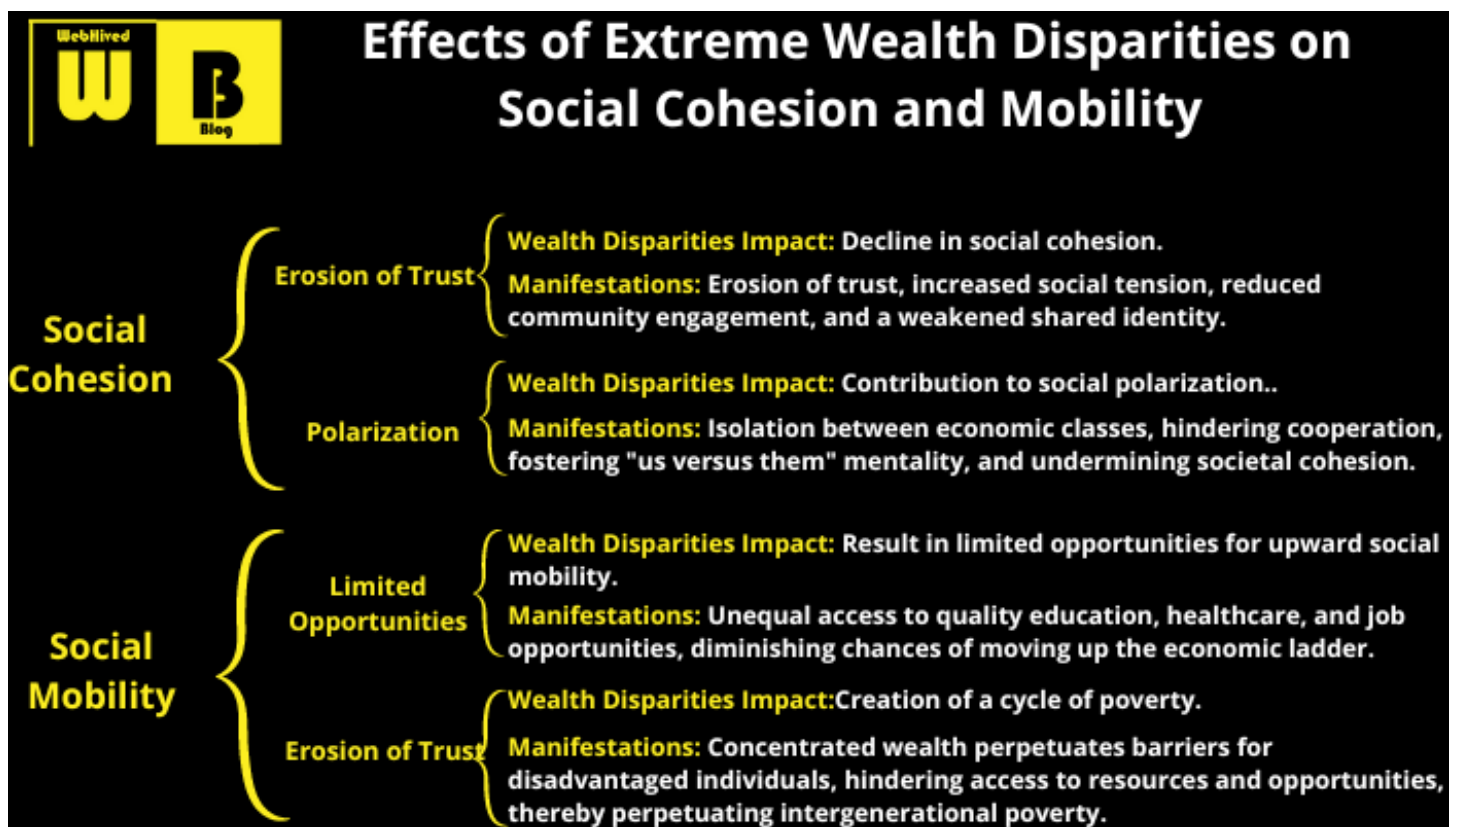 WebHived
W B
Blog
Effects of Extreme Wealth Disparities on
Social Cohesion and Mobility
Social
Cohesion
Erosion of Trust
Wealth Disparities Impact: Decline in social cohesion.
Manifestations: Erosion of trust, increased social tension, reduced
community engagement, and a weakened shared identity.
Polarization
Wealth Disparities Impact: Contribution to social polarization..
Manifestations: Isolation between economic classes, hindering cooperation,
fostering "us versus them" mentality, and undermining societal cohesion.
Social
Mobility
Limited
Opportunities
Wealth Disparities Impact: Result in limited opportunities for upward social
mobility.
Manifestations: Unequal access to quality education, healthcare, and job
opportunities, diminishing chances of moving up the economic ladder.
Erosion of Trust
Wealth Disparities Impact:Creation of a cycle of poverty.
Manifestations: Concentrated wealth perpetuates barriers for
disadvantaged individuals, hindering access to resources and opportunities,
thereby perpetuating intergenerational poverty.